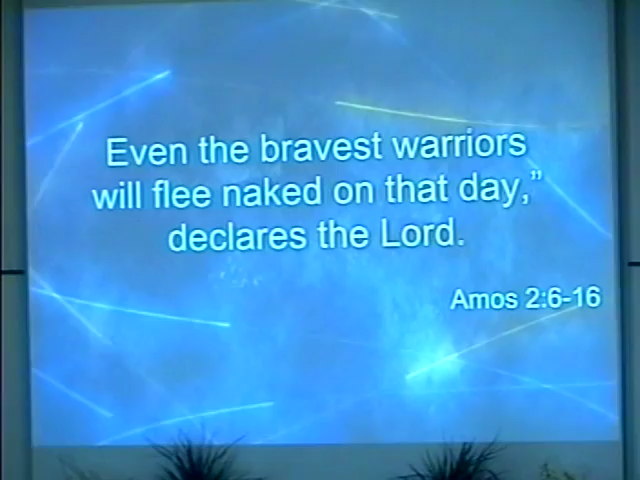 Even the bravest warriors
will flee naked on that day,”
declares the Lord.
Amos 2:6-16